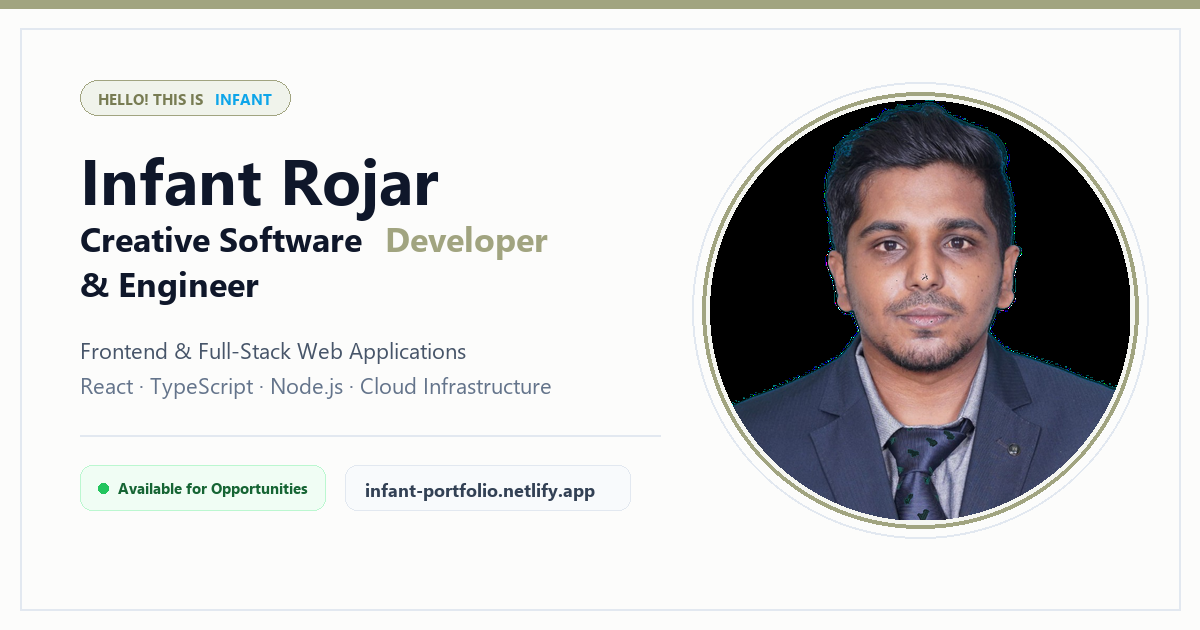 HELLO! THIS IS INFANT
Infant Rojar
Creative Software Developer
& Engineer
Frontend & Full-Stack Web Applications
React · TypeScript · Node.js · Cloud Infrastructure
Available for Opportunities
infant-portfolio.netlify.app